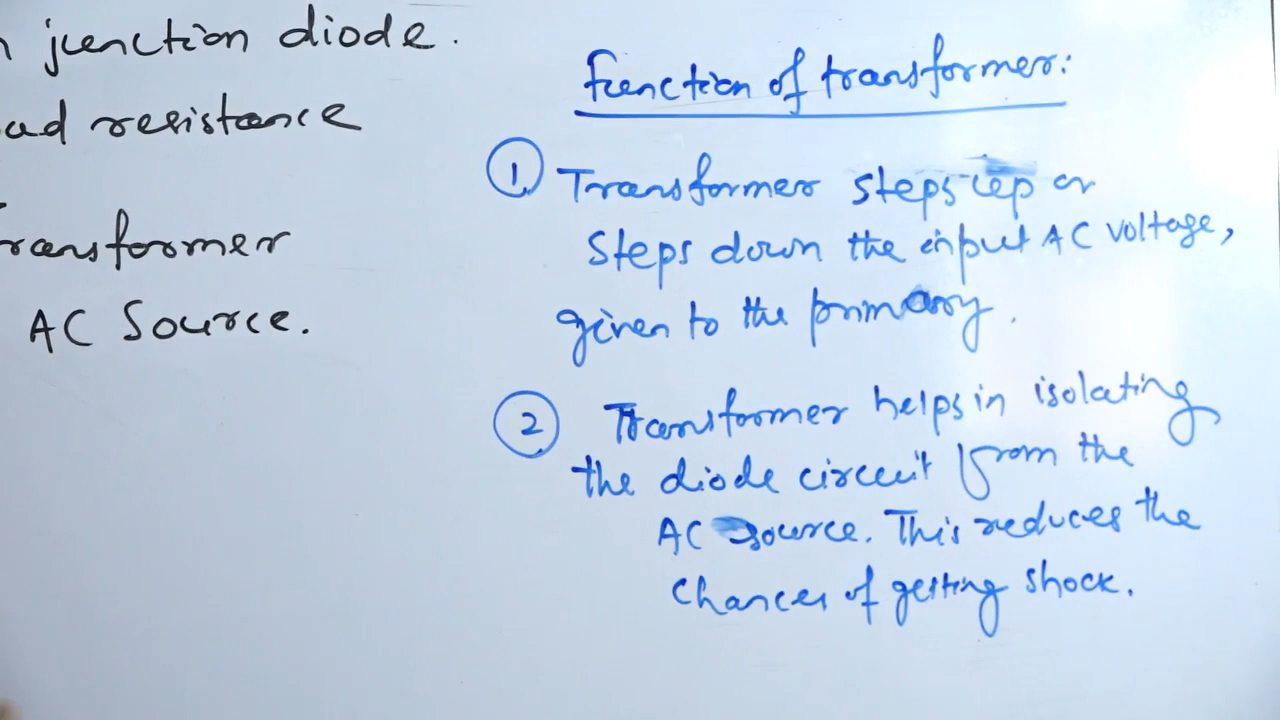 junction diode.
resistance
ransformer
AC Source.
Function of transformer:
1. Transformer steps up or
steps down the input AC voltage,
given to the primary.
2. Transformer helps in isolating
the diode circuit from the
AC source. This reduces the
chances of getting shock.